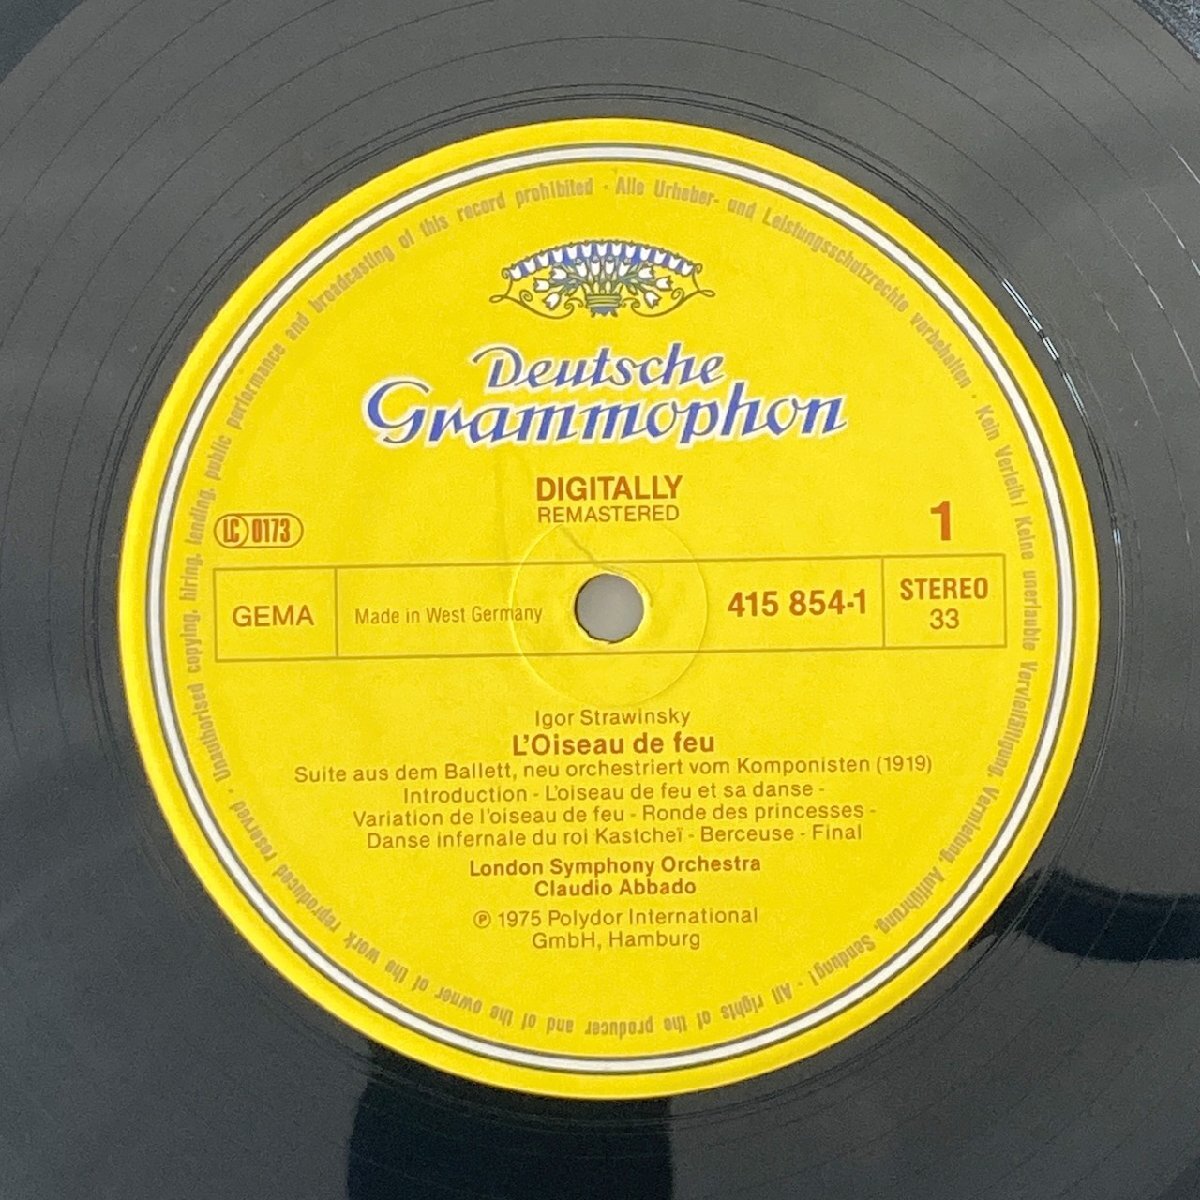 Deutsche
Grammophon
DIGITALLY
REMASTERED
LC 0173
1
GEMA
Made in West Germany
415 854-1
STEREO
33
Igor Strawinsky
L'Oiseau de feu
Suite aus dem Ballett, neu orchestriert vom Komponisten (1919)
Introduction - L'oiseau de feu et sa danse -
Variation de l'oiseau de feu - Ronde des princesses -
Danse infernale du roi Kastcheï - Berceuse - Final
London Symphony Orchestra
Claudio Abbado
℗ 1975 Polydor International
GmbH, Hamburg
Alle Urheber- und Leistungsschutzrechte vorbehalten · Kein Verleih! Keine unerlaubte Vervielfältigung, Vermietung, Aufführung, Sendung! · All rights of the producer and of the owner of the work reproduced reserved · Unauthorised copying, hiring, lending, public performance and broadcasting of this record prohibited ·